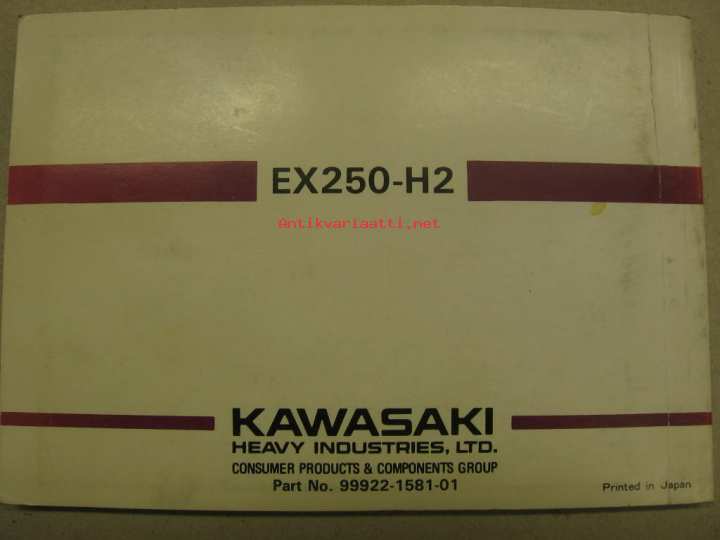 EX250-H2
Antikvariaatti.net
KAWASAKI
HEAVY INDUSTRIES, LTD.
CONSUMER PRODUCTS & COMPONENTS GROUP
Part No. 99922-1581-01
Printed in Japan